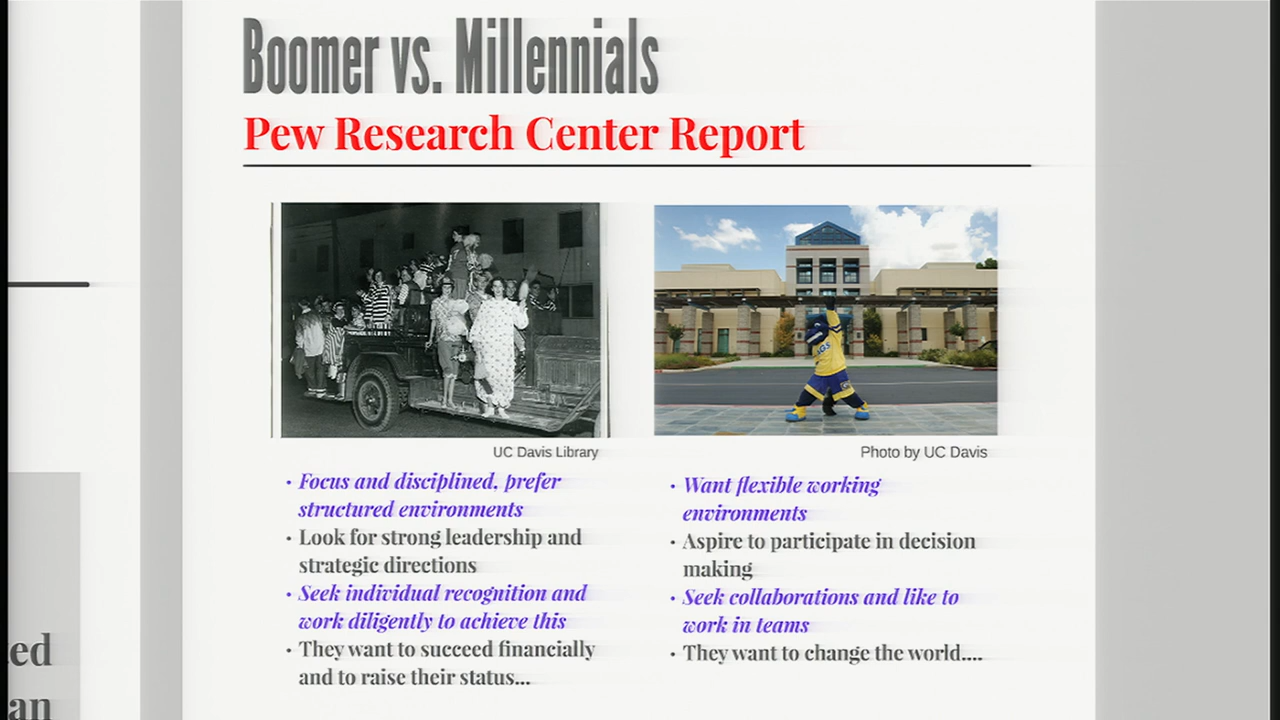 Boomer vs. Millennials
Pew Research Center Report
UC Davis Library
Photo by UC Davis
• Focus and disciplined, prefer
structured environments
• Look for strong leadership and
strategic directions
• Seek individual recognition and
work diligently to achieve this
• They want to succeed financially
and to raise their status...
• Want flexible working
environments
• Aspire to participate in decision
making
• Seek collaborations and like to
work in teams
• They want to change the world....
ed
an